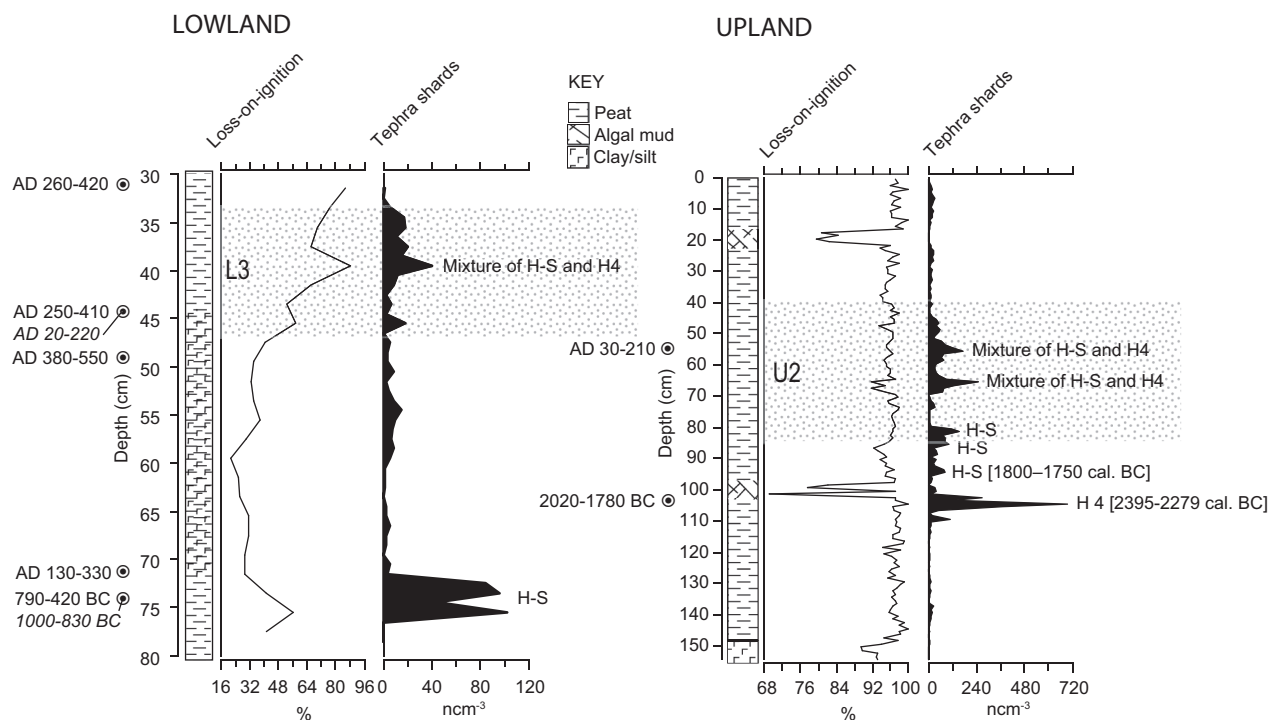 LOWLAND
Loss-on-ignition
Tephra shards
KEY
Peat
Algal mud
Clay/silt
Depth (cm)
30
35
40
45
50
55
60
65
70
75
80
AD 260-420
AD 250-410
AD 20-220
AD 380-550
AD 130-330
790-420 BC
1000-830 BC
L3
Mixture of H-S and H4
H-S
16 32 48 64 80 96
%
0 40 80 120
ncm-3
UPLAND
Loss-on-ignition
Tephra shards
Depth (cm)
0
10
20
30
40
50
60
70
80
90
100
110
120
130
140
150
AD 30-210
2020-1780 BC
U2
Mixture of H-S and H4
Mixture of H-S and H4
H-S
H-S
H-S [1800–1750 cal. BC]
H 4 [2395-2279 cal. BC]
68 76 84 92 100
%
0 240 480 720
ncm-3